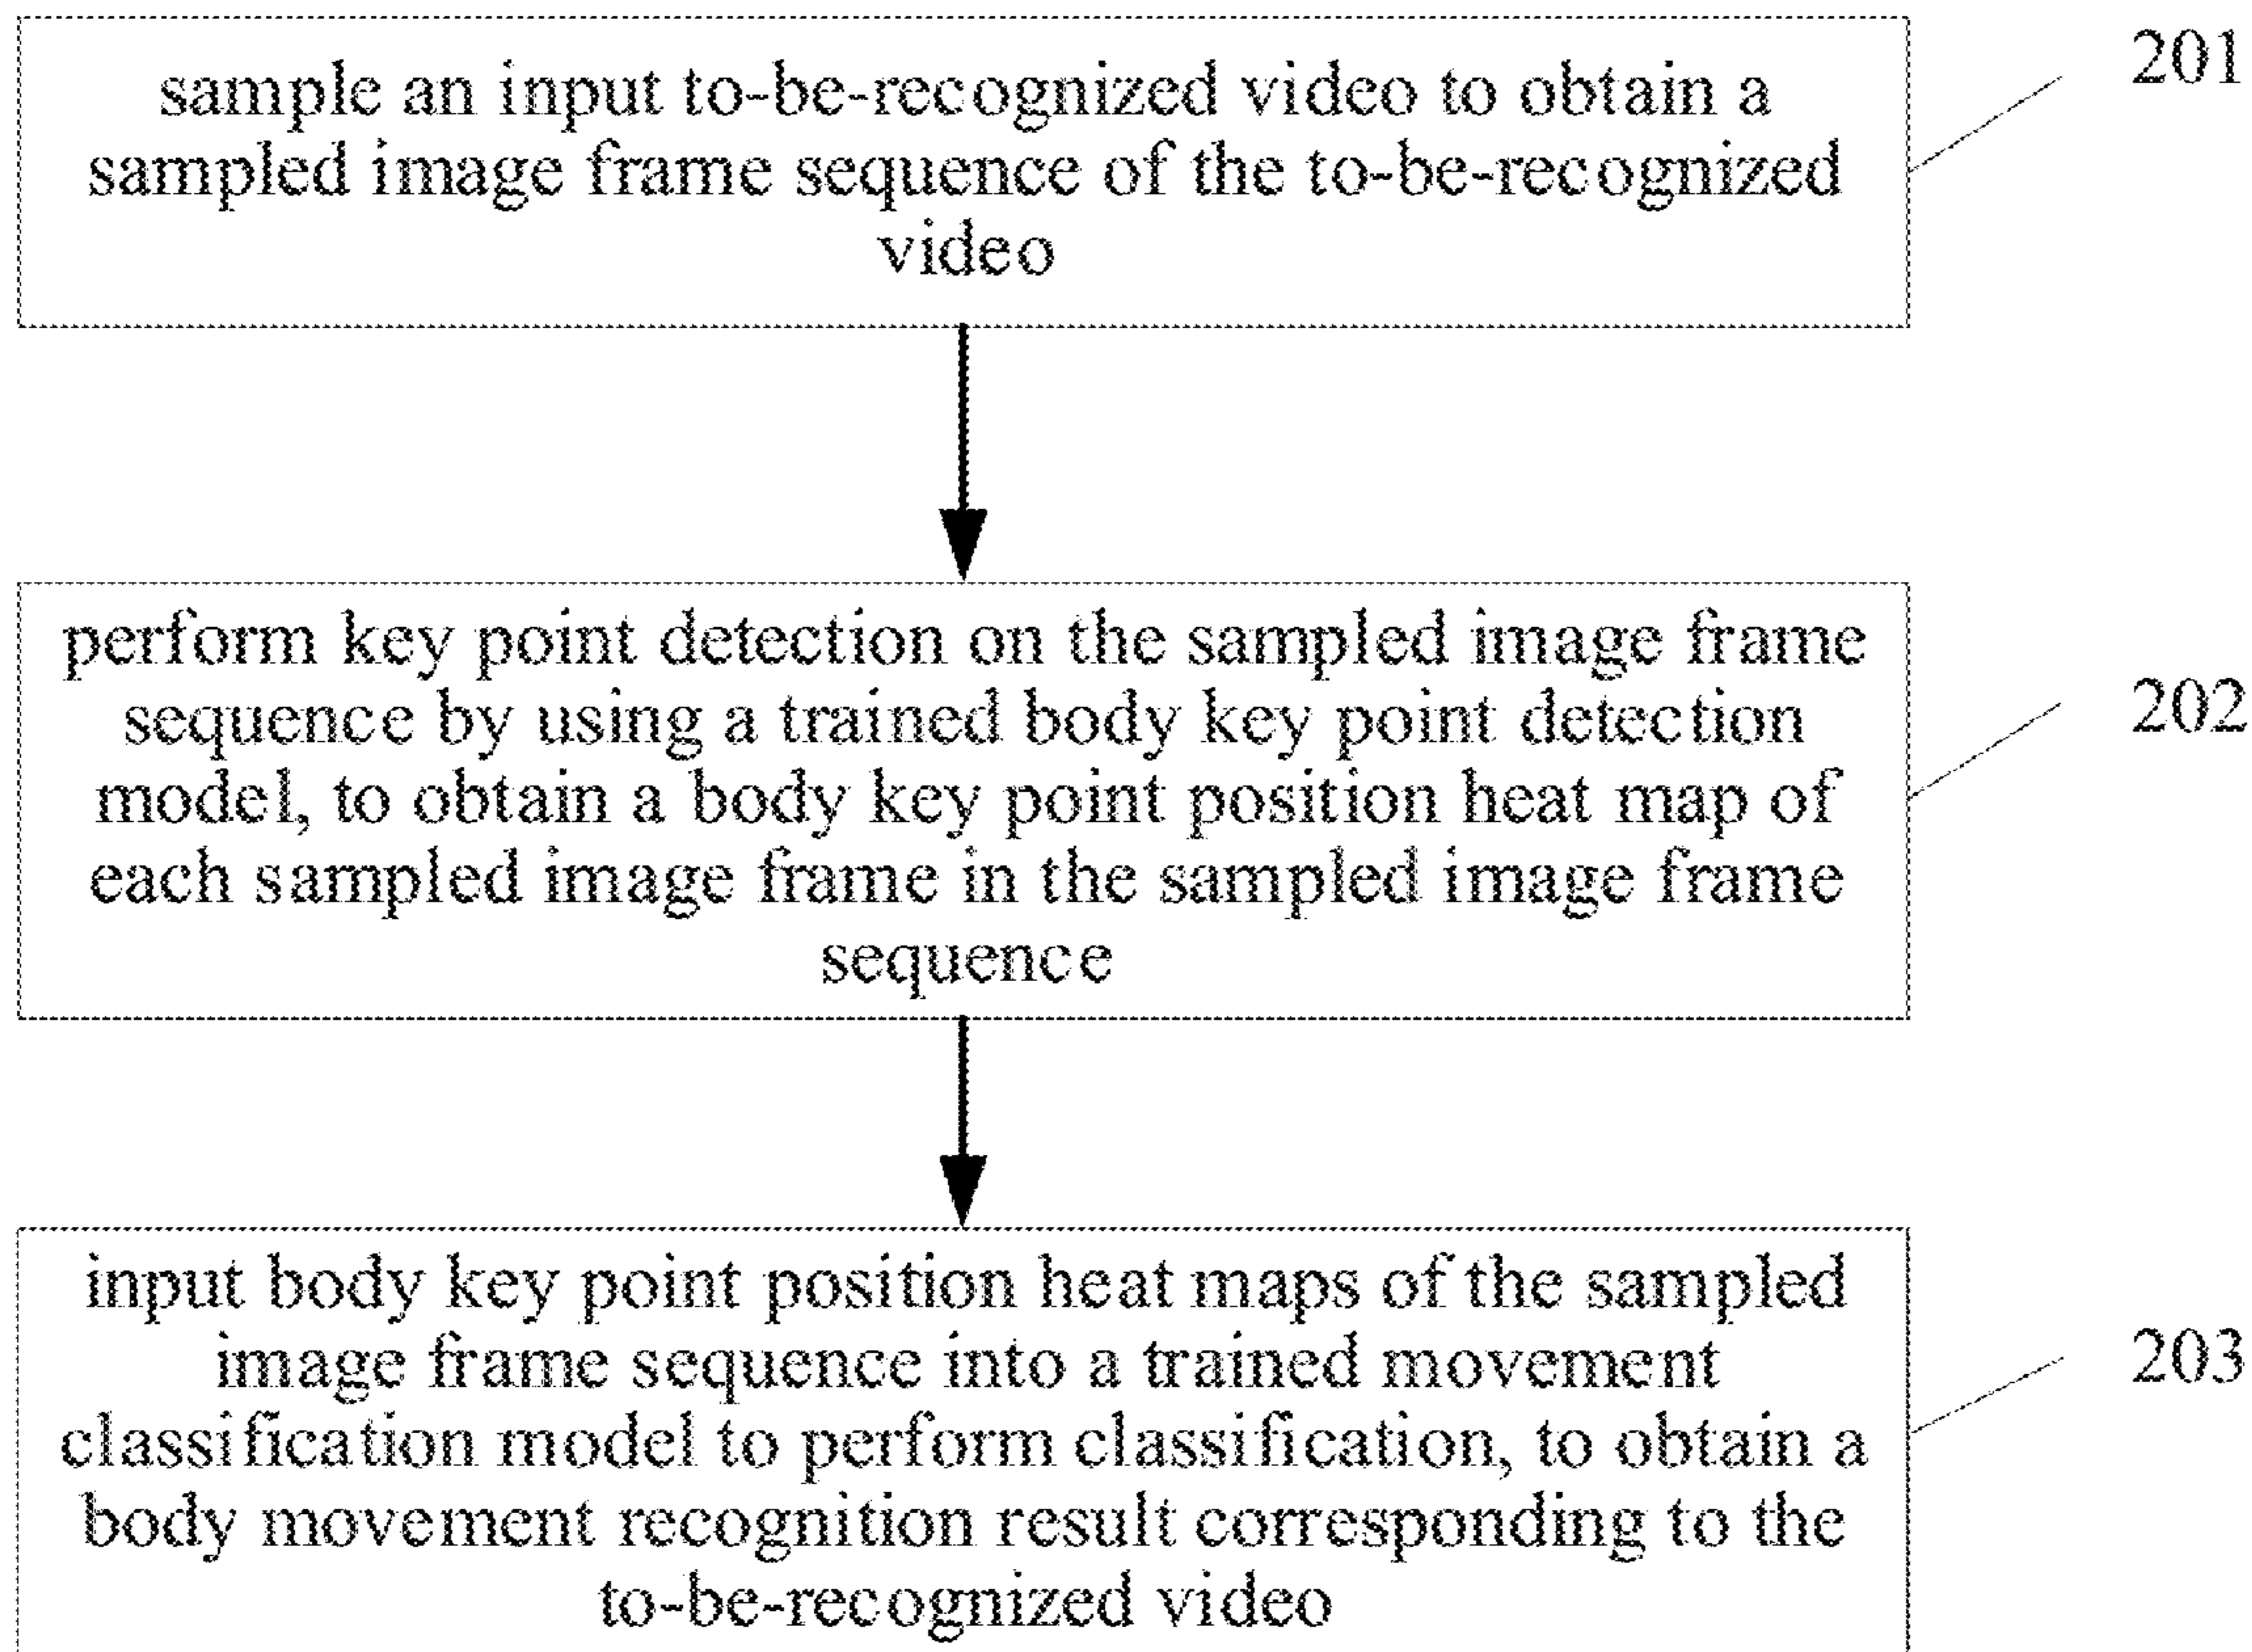 sample an input to-be-recognized video to obtain a
sampled image frame sequence of the to-be-recognized
video
201
perform key point detection on the sampled image frame
sequence by using a trained body key point detection
model, to obtain a body key point position heat map of
each sampled image frame in the sampled image frame
sequence
202
input body key point position heat maps of the sampled
image frame sequence into a trained movement
classification model to perform classification, to obtain a
body movement recognition result corresponding to the
to-be-recognized video
203